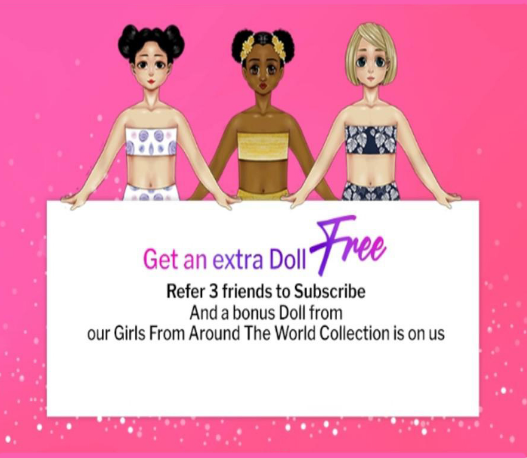 Get an extra Doll Free
Refer 3 friends to Subscribe
And a bonus Doll from
our Girls From Around The World Collection is on us